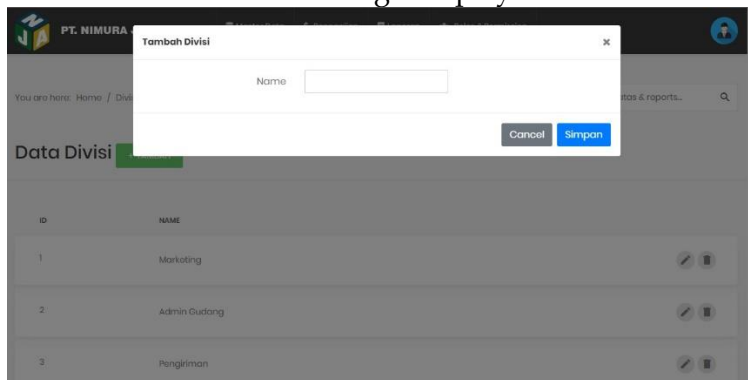 PT. NIMURA
Tambah Divisi
×
Name
You are here: Home / Divi
& reports..
Cancel Simpan
Data Divisi
ID NAME
1 Marketing
2 Admin Gudang
3 Pengiriman